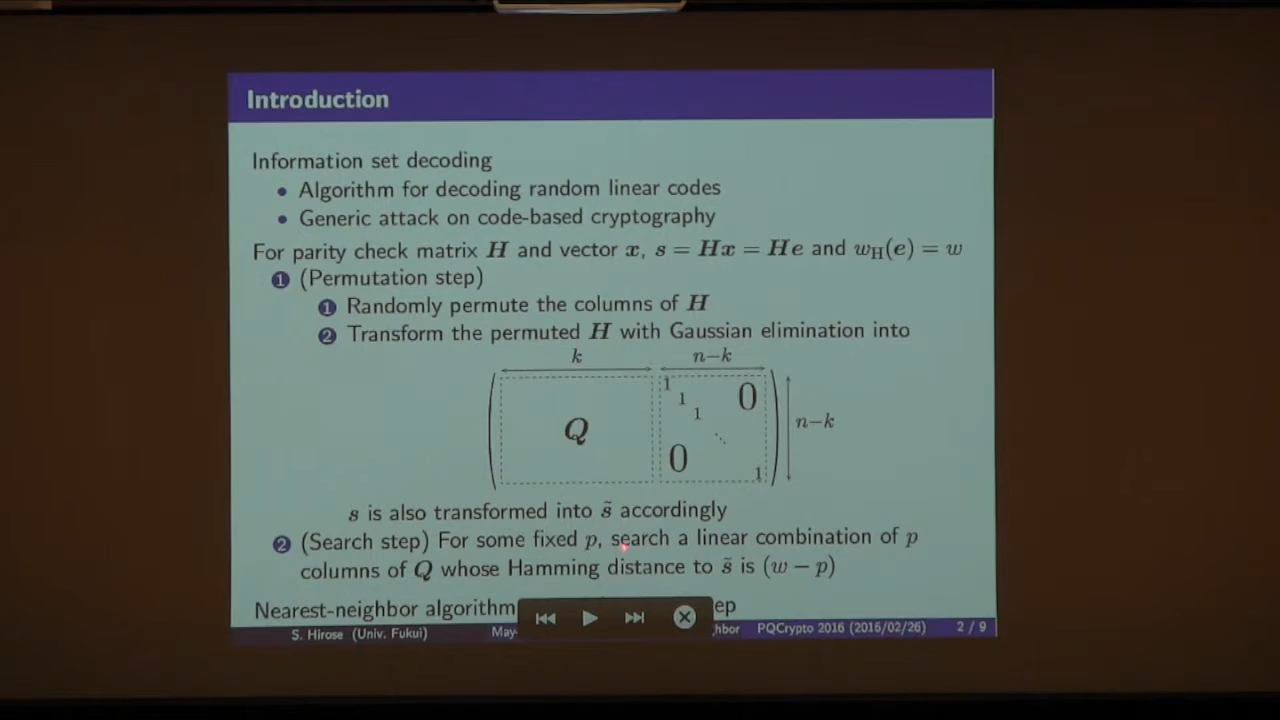 Introduction
Information set decoding
• Algorithm for decoding random linear codes
• Generic attack on code-based cryptography
For parity check matrix H and vector x, s = Hx = He and w_H(e) = w
1 (Permutation step)
1 Randomly permute the columns of H
2 Transform the permuted H with Gaussian elimination into
k n−k
1 0
1
1
Q n−k
⋱
0 1
s is also transformed into s̃ accordingly
2 (Search step) For some fixed p, search a linear combination of p
columns of Q whose Hamming distance to s̃ is (w − p)
Nearest-neighbor algorithm
S. Hirose (Univ. Fukui) May- PQCrypto 2016 (2016/02/26) 2 / 9